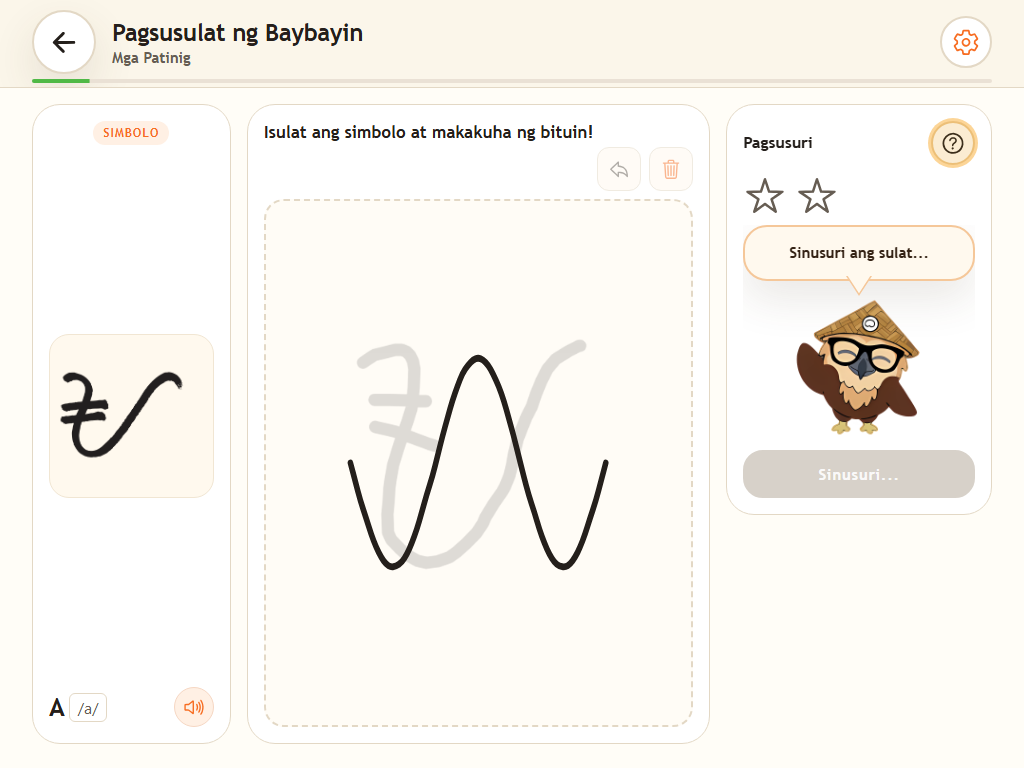 Pagsusulat ng Baybayin
Mga Patinig
SIMBOLO
ᜀ
A /a/
Isulat ang simbolo at makakuha ng bituin!
Pagsusuri
Sinusuri ang sulat...
Sinusuri...